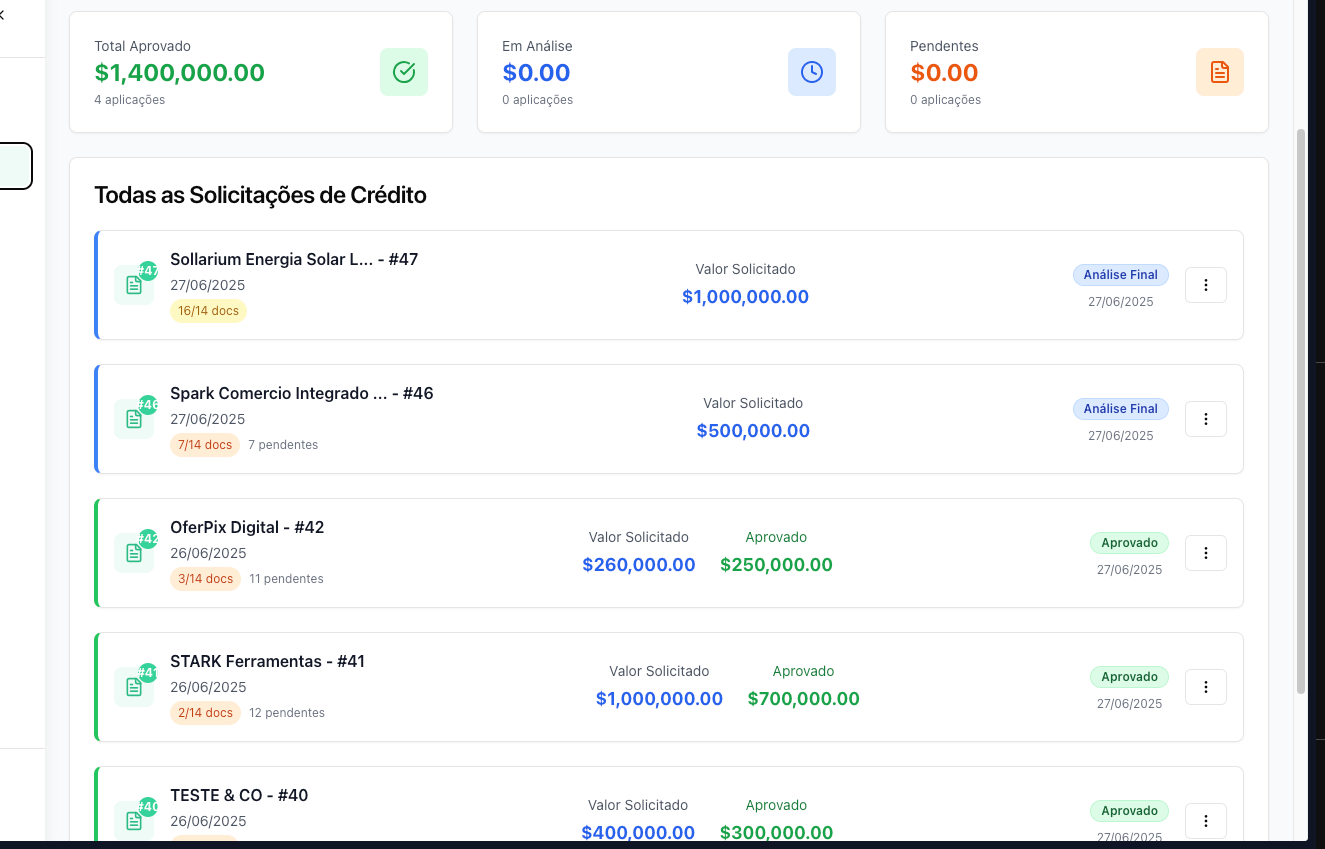 Total Aprovado
$1,400,000.00
4 aplicações
Em Análise
$0.00
0 aplicações
Pendentes
$0.00
0 aplicações
Todas as Solicitações de Crédito
#47
Sollarium Energia Solar L... - #47
27/06/2025
16/14 docs
Valor Solicitado
$1,000,000.00
Análise Final
27/06/2025
#46
Spark Comercio Integrado ... - #46
27/06/2025
7/14 docs 7 pendentes
Valor Solicitado
$500,000.00
Análise Final
27/06/2025
#42
OferPix Digital - #42
26/06/2025
3/14 docs 11 pendentes
Valor Solicitado
$260,000.00
Aprovado
$250,000.00
Aprovado
27/06/2025
#41
STARK Ferramentas - #41
26/06/2025
2/14 docs 12 pendentes
Valor Solicitado
$1,000,000.00
Aprovado
$700,000.00
Aprovado
27/06/2025
#40
TESTE & CO - #40
26/06/2025
Valor Solicitado
$400,000.00
Aprovado
$300,000.00
Aprovado
27/06/2025